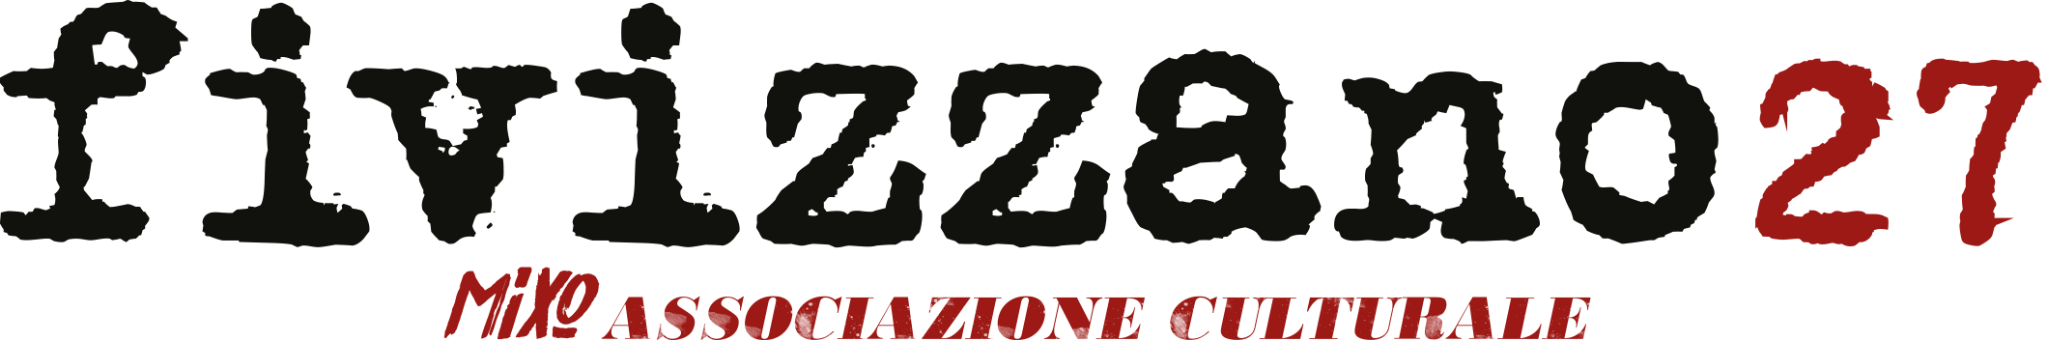 fivizzano27
MiXo ASSOCIAZIONE CULTURALE